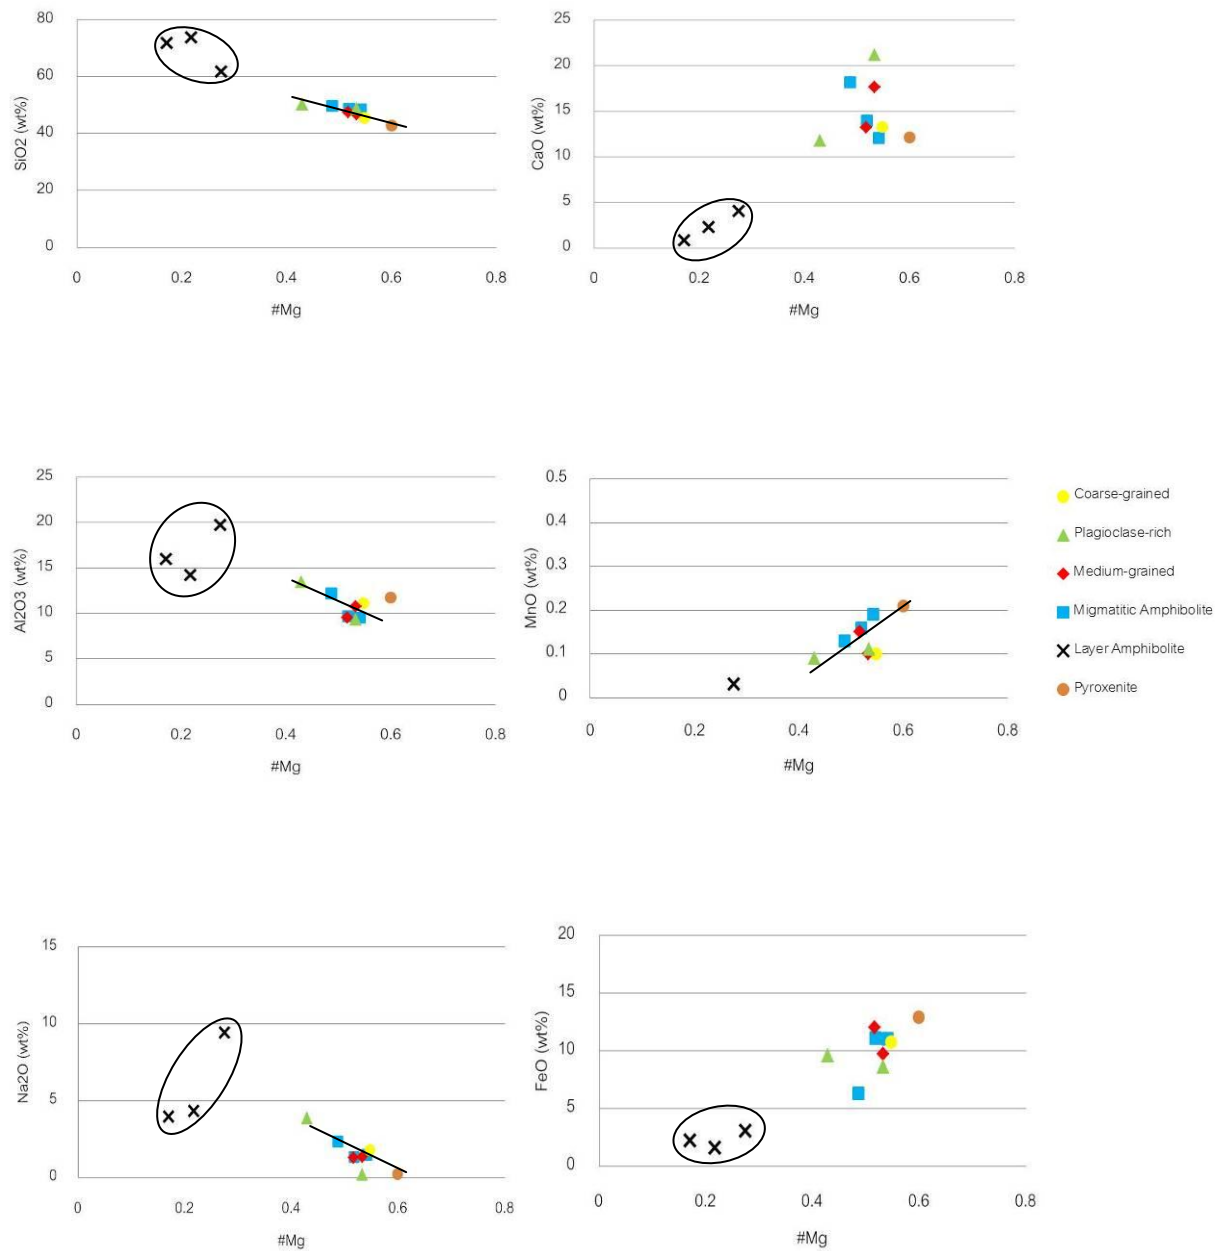 80
60
40
20
0
SiO2 (wt%)
0 0.2 0.4 0.6 0.8
#Mg
25
20
15
10
5
0
CaO (wt%)
0 0.2 0.4 0.6 0.8
#Mg
25
20
15
10
5
0
Al2O3 (wt%)
0 0.2 0.4 0.6 0.8
#Mg
0.5
0.4
0.3
0.2
0.1
0
MnO (wt%)
0 0.2 0.4 0.6 0.8
#Mg
Coarse-grained
Plagioclase-rich
Medium-grained
Migmatitic Amphibolite
Layer Amphibolite
Pyroxenite
15
10
5
0
Na2O (wt%)
0 0.2 0.4 0.6 0.8
#Mg
20
15
10
5
0
FeO (wt%)
0 0.2 0.4 0.6 0.8
#Mg